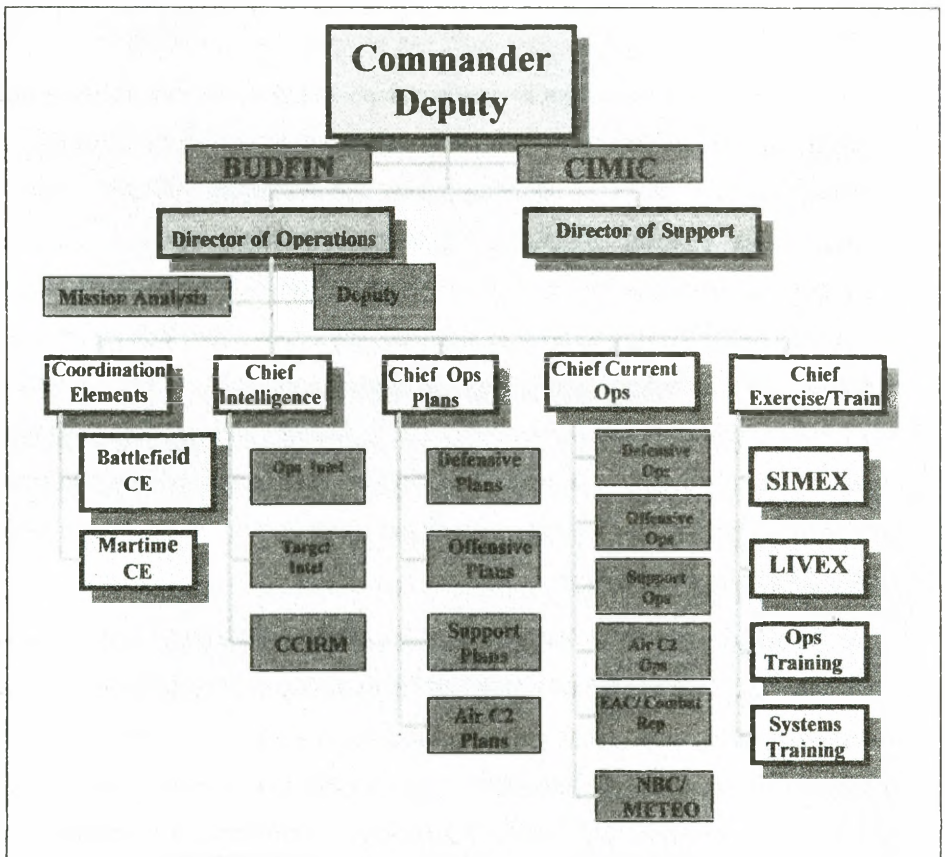 Commander
Deputy
BUDFIN
CIMIC
Director of Operations
Director of Support
Mission Analysis
Deputy
Coordination
Elements
Battlefield
CE
Martime
CE
Chief
Intelligence
Ops Intel
Target
Intel
CCIRM
Chief Ops
Plans
Defensive
Plans
Offensive
Plans
Support
Plans
Air C2
Plans
Chief Current
Ops
Defensive
Ops
Offensive
Ops
Support
Ops
Air C2
Ops
EAC/Combat
Rep
NBC/
METEO
Chief
Exercise/Train
SIMEX
LIVEX
Ops
Training
Systems
Training